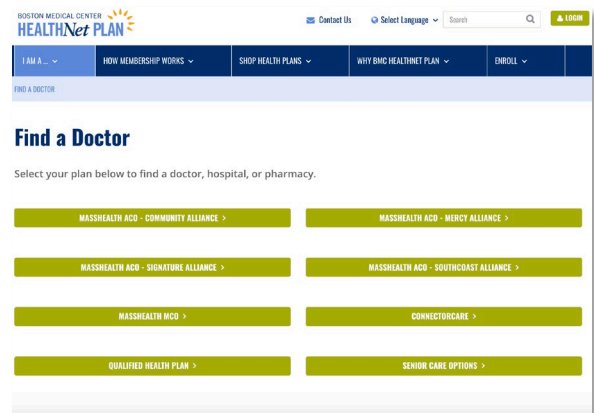 BOSTON MEDICAL CENTER
HEALTHNet PLAN
Contact Us Select Language Search LOGIN
I AM A ... HOW MEMBERSHIP WORKS SHOP HEALTH PLANS WHY BMC HEALTHNET PLAN ENROLL
FIND A DOCTOR
Find a Doctor
Select your plan below to find a doctor, hospital, or pharmacy.
MASSHEALTH ACO - COMMUNITY ALLIANCE > MASSHEALTH ACO - MERCY ALLIANCE >
MASSHEALTH ACO - SIGNATURE ALLIANCE > MASSHEALTH ACO - SOUTHCOAST ALLIANCE >
MASSHEALTH MCO > CONNECTORCARE >
QUALIFIED HEALTH PLAN > SENIOR CARE OPTIONS >